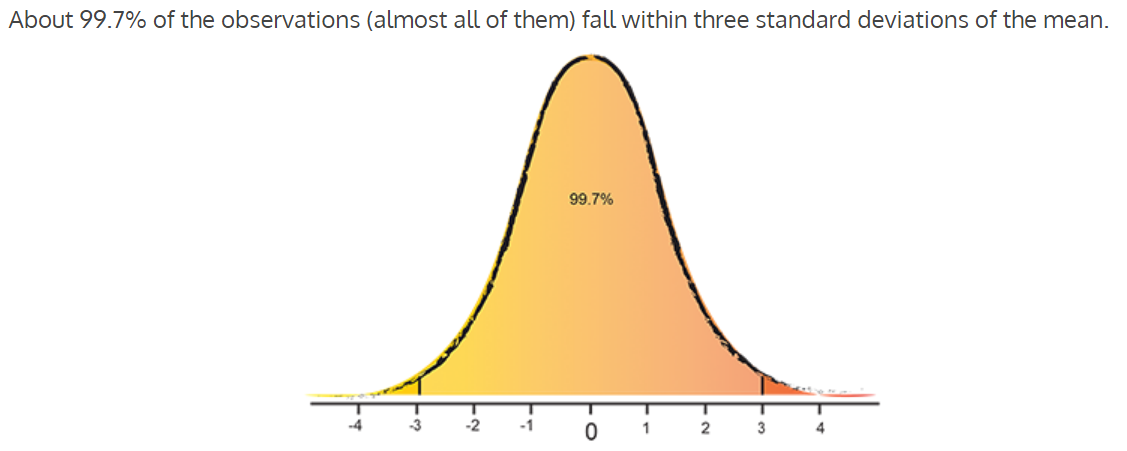 About 99.7% of the observations (almost all of them) fall within three standard deviations of the mean.
99.7%
-4 -3 -2 -1 0 1 2 3 4